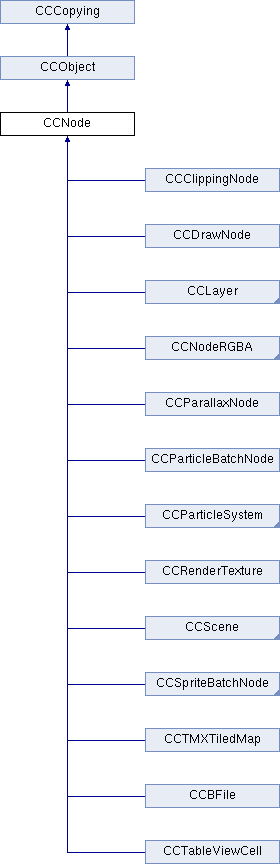 CCCopying
CCObject
CCNode
CCClippingNode
CCDrawNode
CCLayer
CCNodeRGBA
CCParallaxNode
CCParticleBatchNode
CCParticleSystem
CCRenderTexture
CCScene
CCSpriteBatchNode
CCTMXTiledMap
CCBFile
CCTableViewCell